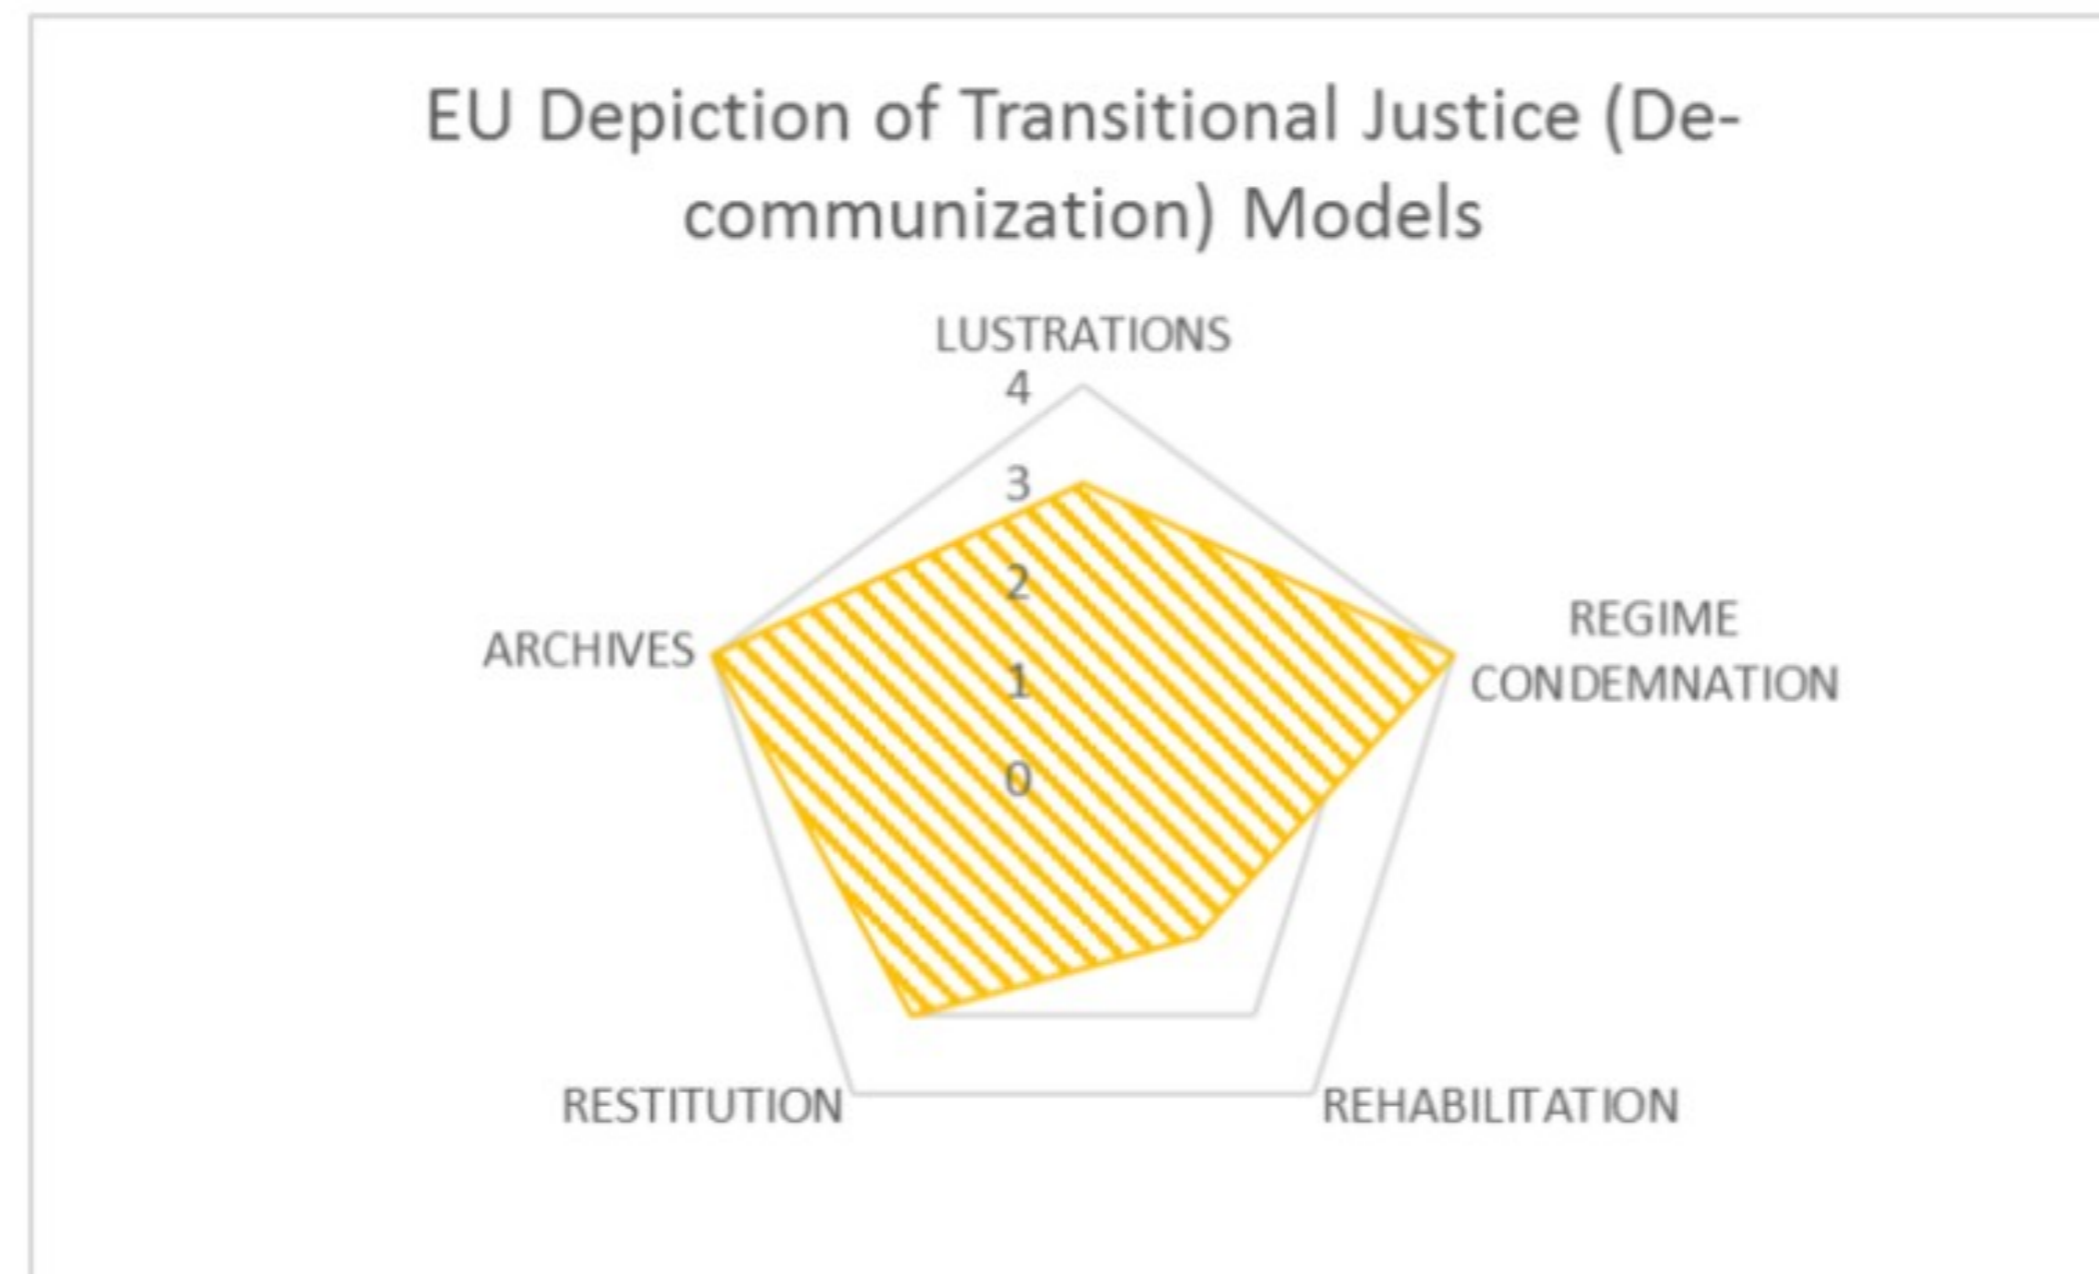 EU Depiction of Transitional Justice (De-
communization) Models
LUSTRATIONS
4
3
2
1
0
REGIME
CONDEMNATION
ARCHIVES
RESTITUTION
REHABILITATION